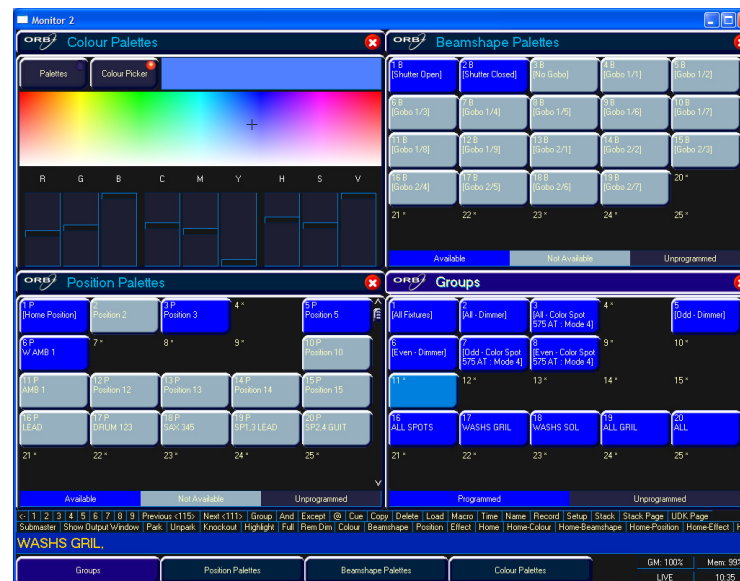 Monitor 2
ORB Colour Palettes
Palettes Colour Picker
R G B C M Y H S V
ORB Beamshape Palettes
1 B [Shutter Open] 2 B [Shutter Closed] 3 B [No Gobo] 4 B [Gobo 1/1] 5 B [Gobo 1/2]
6 B [Gobo 1/3] 7 B [Gobo 1/4] 8 B [Gobo 1/5] 9 B [Gobo 1/6] 10 B [Gobo 1/7]
11 B [Gobo 1/8] 12 B [Gobo 1/9] 13 B [Gobo 2/1] 14 B [Gobo 2/2] 15 B [Gobo 2/3]
16 B [Gobo 2/4] 17 B [Gobo 2/5] 18 B [Gobo 2/6] 19 B [Gobo 2/7] 20 *
21 * 22 * 23 * 24 * 25 *
Available Not Available Unprogrammed
ORB Position Palettes
1 P [Home Position] 2 Position 2 3 P Position 3 4 * 5 P Position 5
6 P W AMB 1 7 * 8 * 9 * 10 P Position 10
11 P AMB 1 12 P Position 12 13 P Position 13 14 P Position 14 15 P Position 15
16 P LEAD 17 P DRUM 123 18 P SAX 345 19 P SP1,3 LEAD 20 P SP2,4 GUIT
21 * 22 * 23 * 24 * 25 *
Available Not Available Unprogrammed
ORB Groups
1 [All Fixtures] 2 [All - Dimmer] 3 [All - Color Spot 575 AT : Mode 4] 4 * 5 [Odd - Dimmer]
6 [Even - Dimmer] 7 [Odd - Color Spot 575 AT : Mode 4] 8 [Even - Color Spot 575 AT : Mode 4] 9 * 10 *
11 * 12 * 13 * 14 * 15 *
16 ALL SPOTS 17 WASHS GRIL 18 WASHS SOL 19 ALL GRIL 20 ALL
21 * 22 * 23 * 24 * 25 *
Programmed Unprogrammed
<- 1 2 3 4 5 6 7 8 9 Previous <115> Next <111> Group And Except @ Cue Copy Delete Load Macro Time Name Record Setup Stack Stack Page UDK Page
Submaster Show Output Window Park Unpark Knockout Highlight Full Rem Dim Colour Beamshape Position Effect Home Home-Colour Home-Beamshape Home-Position Home-Effect
WASHS GRIL,
Groups Position Palettes Beamshape Palettes Colour Palettes GM: 100% Mem: 99%
LIVE 10:35